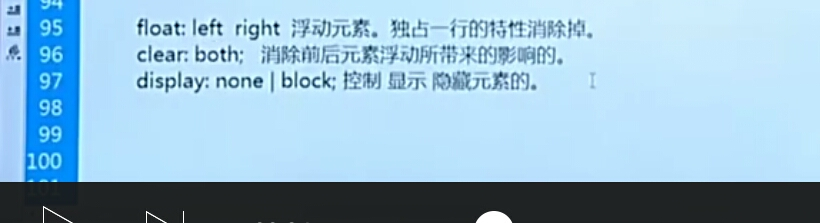 94
95 float: left right 浮动元素。独占一行的特性消除掉。
96 clear: both; 消除前后元素浮动所带来的影响的。
97 display: none | block; 控制 显示 隐藏元素的。
98
99
100
101